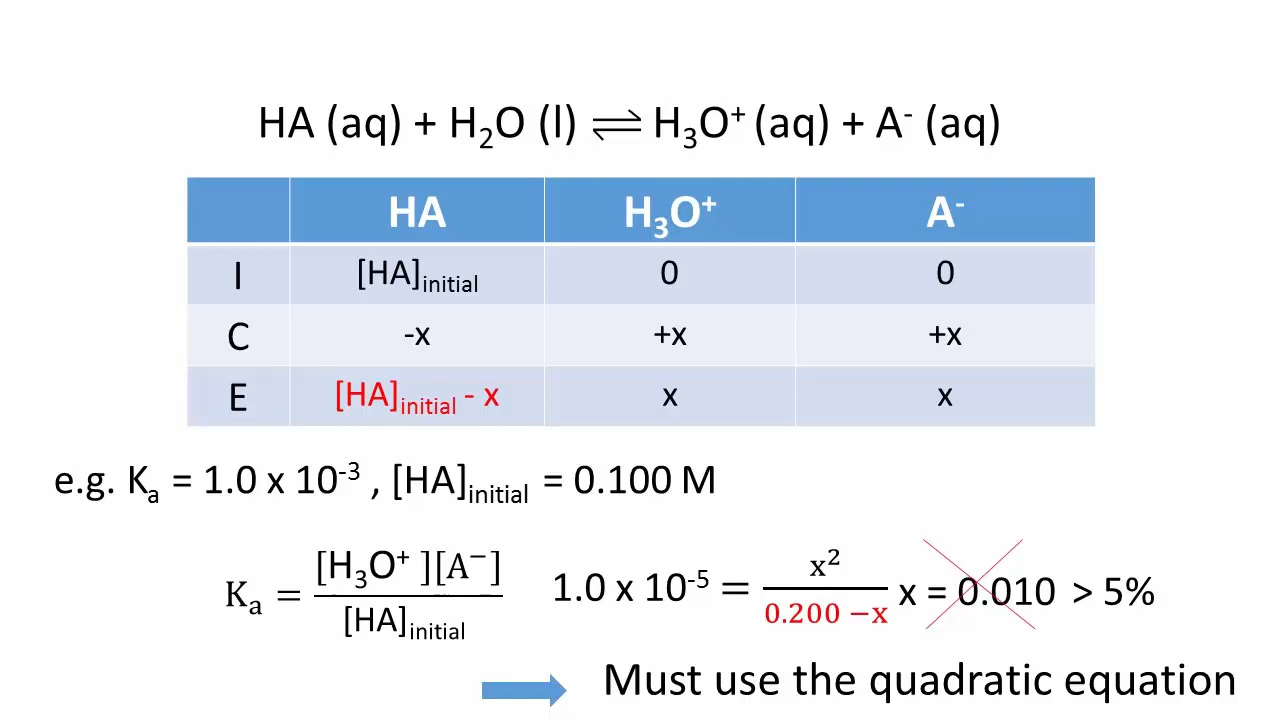 HA (aq) + H₂O (l) ⇌ H₃O⁺ (aq) + A⁻ (aq)
HA H₃O⁺ A⁻
I [HA]initial 0 0
C -x +x +x
E [HA]initial - x x x
e.g. Kₐ = 1.0 x 10⁻³ , [HA]initial = 0.100 M
Kₐ = [H₃O⁺ ][A⁻] / [HA]initial 1.0 x 10⁻⁵ = x² / 0.200 −x x = 0.010 > 5%
Must use the quadratic equation